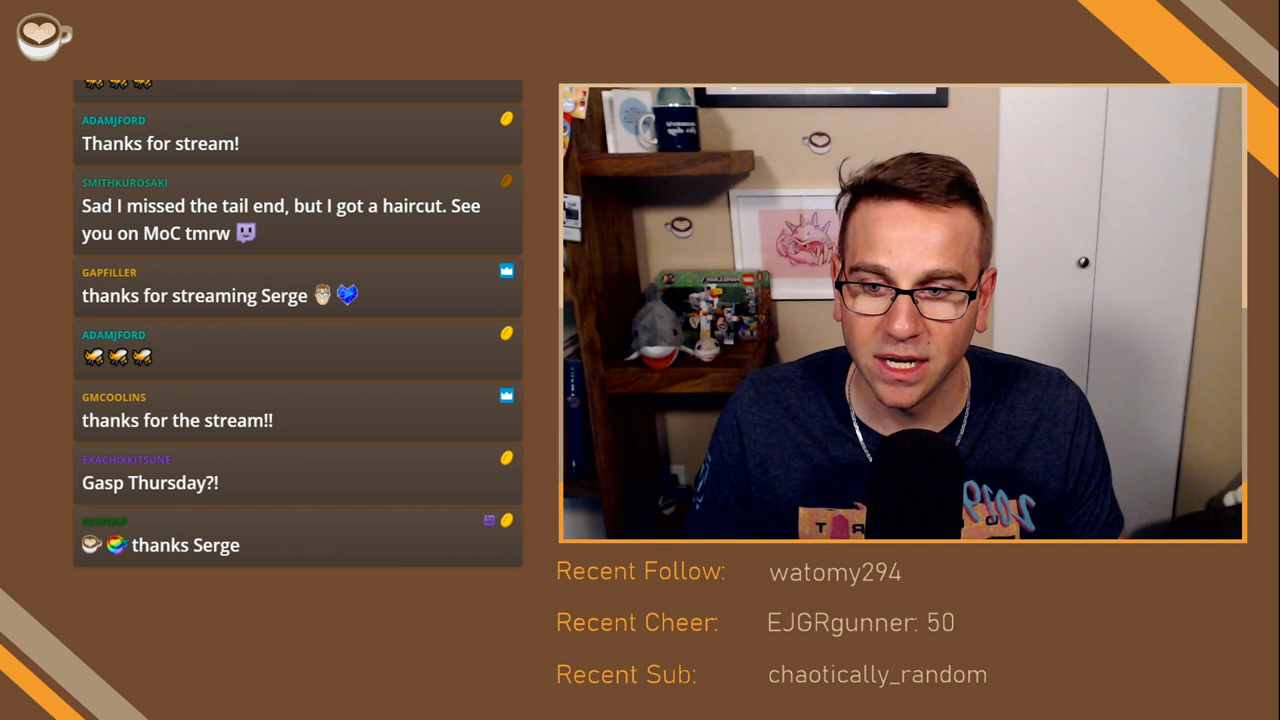 ADAMJFORD
Thanks for stream!
SMITHKUROSAKI
Sad I missed the tail end, but I got a haircut. See
you on MoC tmrw
GAPFILLER
thanks for streaming Serge
ADAMJFORD
GMCOOLINS
thanks for the stream!!
EXACHIXKITSUNE
Gasp Thursday?!
thanks Serge
2019
Recent Follow: watomy294
Recent Cheer: EJGRgunner: 50
Recent Sub: chaotically_random